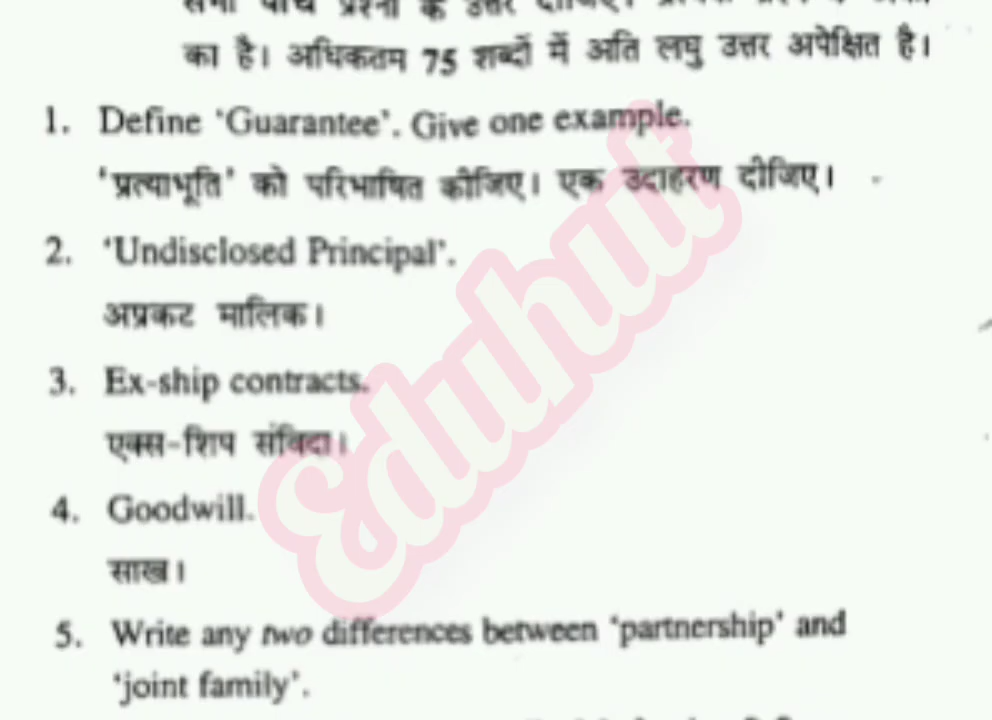 का है। अधिकतम 75 शब्दों में अति लघु उत्तर अपेक्षित है।
1. Define 'Guarantee'. Give one example.
'प्रत्याभूति' को परिभाषित कीजिए। एक उदाहरण दीजिए।
2. 'Undisclosed Principal'.
अप्रकट मालिक।
3. Ex-ship contracts.
एक्स-शिप संविदा।
4. Goodwill.
साख।
5. Write any two differences between 'partnership' and
'joint family'.
Eduhut